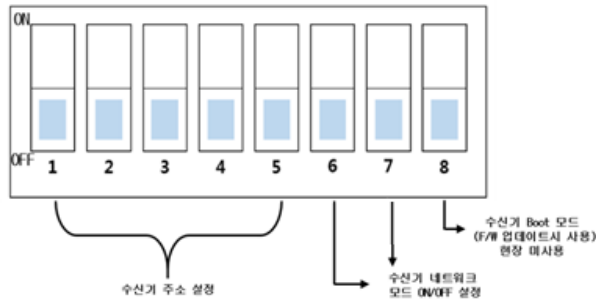 ON
OFF
1 2 3 4 5 6 7 8
수신기 Boot 모드
(F/W 업데이트시 사용)
현장 미사용
수신기 주소 설정
수신기 네트워크
모드 ON/OFF 설정